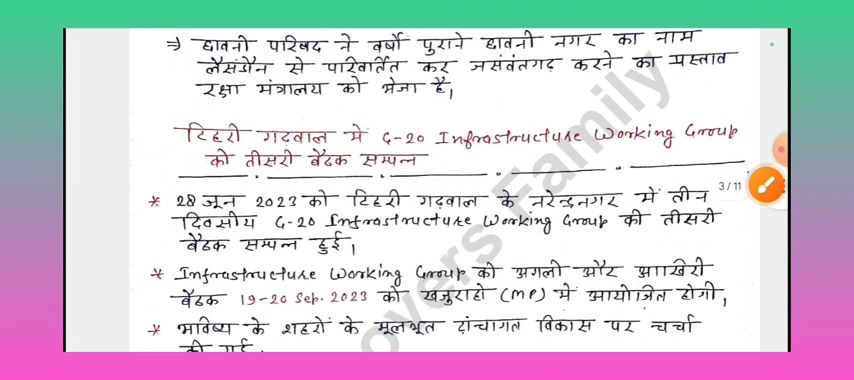 ⇒ छावनी परिषद ने वर्षों पुराने छावनी नगर का नाम
लैंसडौन से परिवर्तित कर जसवंतगढ़ करने का प्रस्ताव
रक्षा मंत्रालय को भेजा है,
टिहरी गढ़वाल मे G-20 Infrastructure Working Group
की तीसरी बैठक सम्पन्न
* 28 जून 2023 को टिहरी गढ़वाल के नरेन्द्रनगर में तीन
दिवसीय G-20 Infrastructure Working Group की तीसरी
बैठक सम्पन्न हुई,
* Infrastructure Working Group की अगली और आखिरी
बैठक 19-20 Sep. 2023 को खजुराहो (MP) में आयोजित होगी,
* भविष्य के शहरों के मूलभूत ढ़ांचागत विकास पर चर्चा
की गई,
3 / 11
overs Family